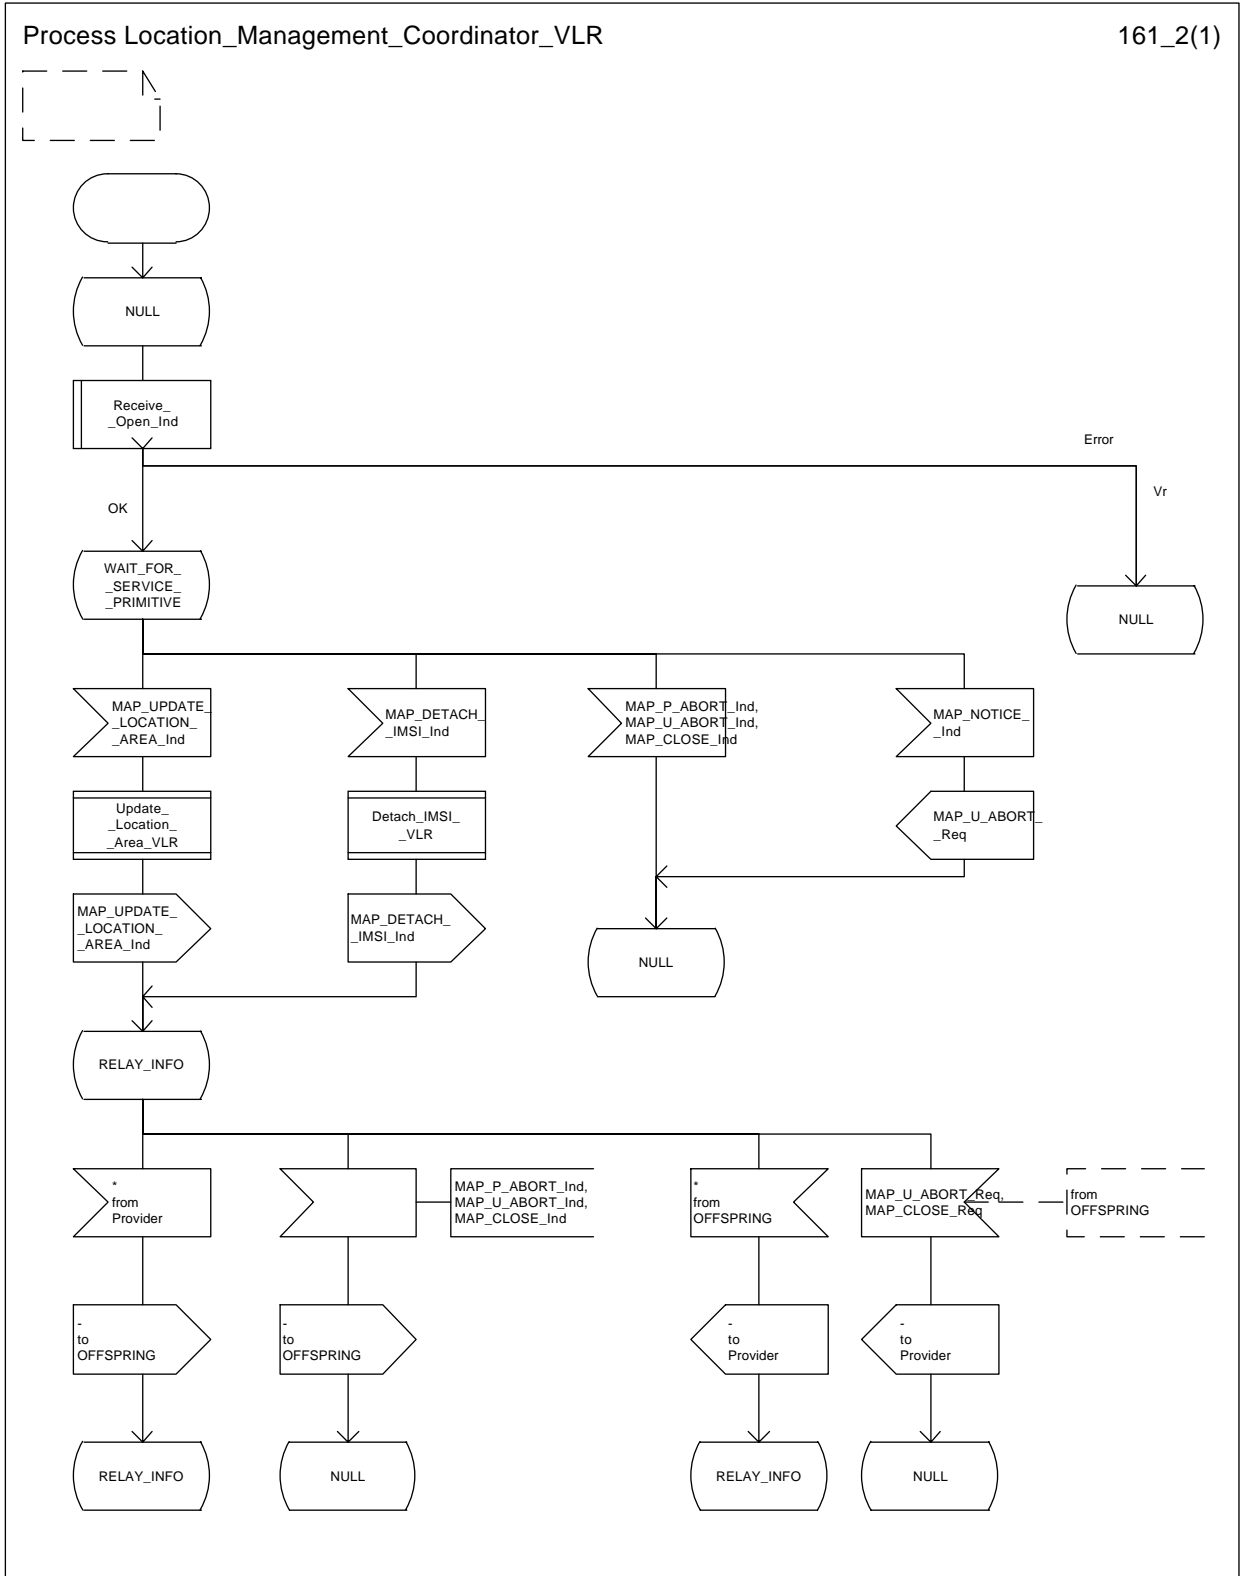 Process Location_Management_Coordinator_VLR
161_2(1)
NULL
Receive_
_Open_Ind
Error
Vr
OK
WAIT_FOR_
_SERVICE_
_PRIMITIVE
NULL
MAP_UPDATE_
_LOCATION_
_AREA_Ind
MAP_DETACH_
_IMSI_Ind
MAP_P_ABORT_Ind,
MAP_U_ABORT_Ind,
MAP_CLOSE_Ind
MAP_NOTICE_
_Ind
Update_
_Location_
_Area_VLR
Detach_IMSI_
_VLR
MAP_U_ABORT_
_Req
MAP_UPDATE_
_LOCATION_
_AREA_Ind
MAP_DETACH_
_IMSI_Ind
NULL
RELAY_INFO
*
from
Provider
MAP_P_ABORT_Ind,
MAP_U_ABORT_Ind,
MAP_CLOSE_Ind
*
from
OFFSPRING
MAP_U_ABORT_Req,
MAP_CLOSE_Req
from
OFFSPRING
-
to
OFFSPRING
-
to
OFFSPRING
-
to
Provider
-
to
Provider
RELAY_INFO
NULL
RELAY_INFO
NULL